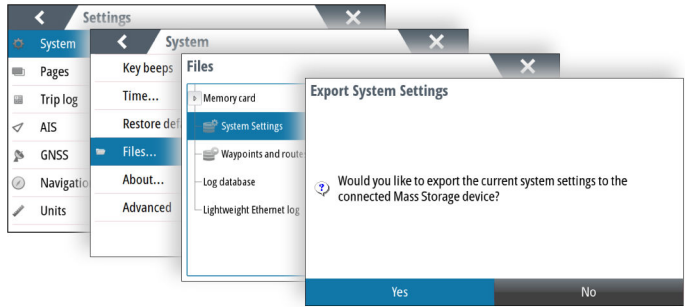 Settings
System
Pages
Trip log
AIS
GNSS
Navigatio
Units
System
Key beeps
Time...
Restore def
Files...
About...
Advanced
Files
Memory card
System Settings
Waypoints and route
Log database
Lightweight Ethernet log
Export System Settings
Would you like to export the current system settings to the
connected Mass Storage device?
Yes
No